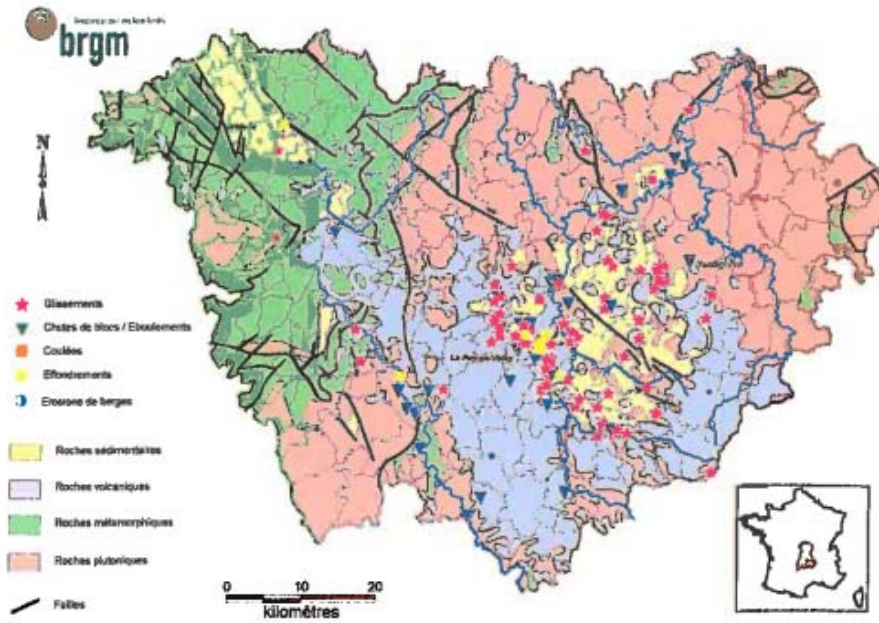 brgm
N
Glissements
Chutes de blocs / Eboulements
Coulées
Effondrements
Erosions de berges
Roches sédimentaires
Roches volcaniques
Roches métamorphiques
Roches plutoniques
Failles
0 10 20
kilomètres